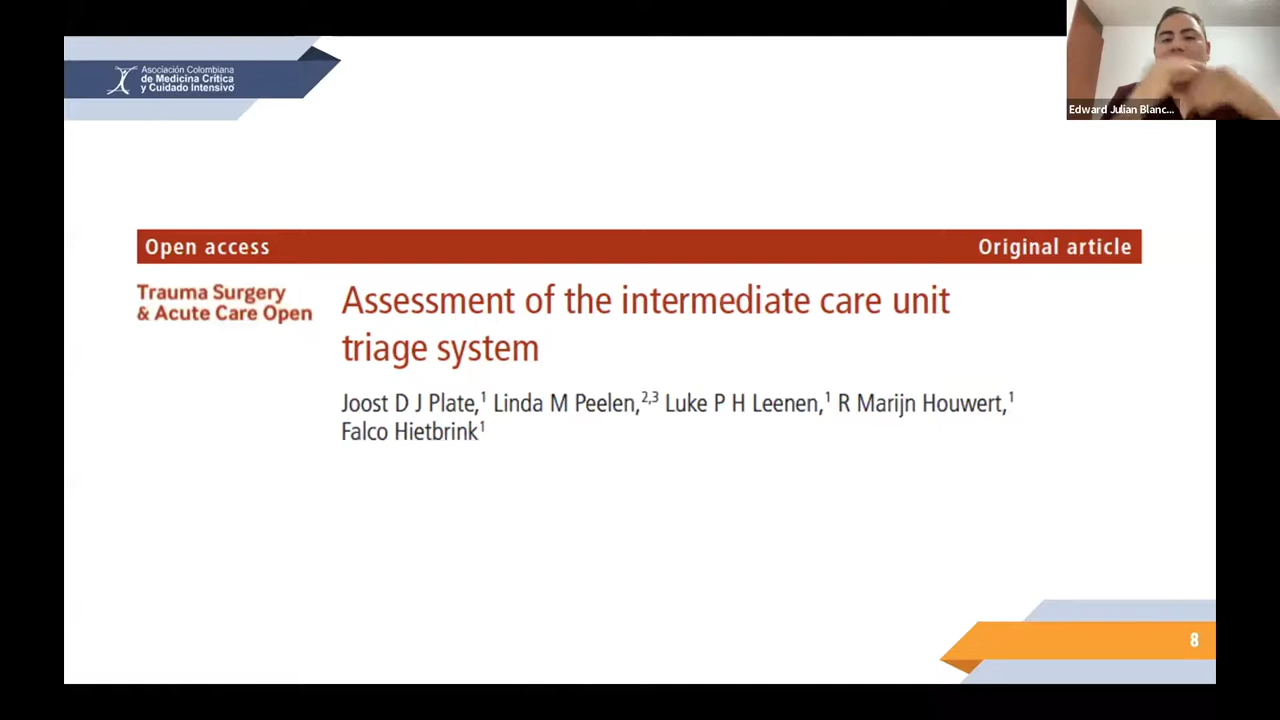 Asociación Colombiana
de Medicina Crítica
y Cuidado Intensivo
Edward Julian Blanc...
Open access
Original article
Trauma Surgery
& Acute Care Open
Assessment of the intermediate care unit
triage system
Joost D J Plate,1 Linda M Peelen,2,3 Luke P H Leenen,1 R Marijn Houwert,1
Falco Hietbrink1
8